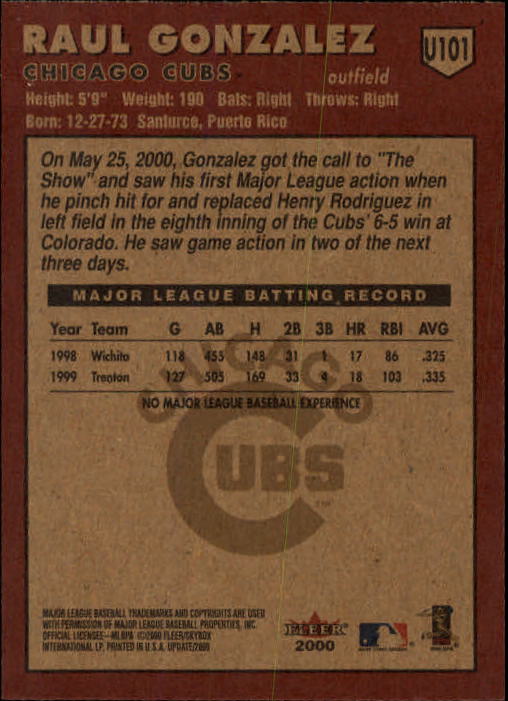 RAUL GONZALEZ
U101
CHICAGO CUBS
outfield
Height: 5'9" Weight: 190 Bats: Right Throws: Right
Born: 12-27-73 Santurce, Puerto Rico
On May 25, 2000, Gonzalez got the call to "The
Show" and saw his first Major League action when
he pinch hit for and replaced Henry Rodriguez in
left field in the eighth inning of the Cubs' 6-5 win at
Colorado. He saw game action in two of the next
three days.
MAJOR LEAGUE BATTING RECORD
Year Team G AB H 2B 3B HR RBI AVG
1998 Wichita 118 455 148 31 1 17 86 .325
1999 Trenton 127 505 169 33 4 18 103 .335
NO MAJOR LEAGUE BASEBALL EXPERIENCE
CHICAGO
CUBS
MAJOR LEAGUE BASEBALL TRADEMARKS AND COPYRIGHTS ARE USED
WITH PERMISSION OF MAJOR LEAGUE BASEBALL PROPERTIES, INC.
OFFICIAL LICENSEE—MLBPA ©2000 FLEER/SKYBOX
INTERNATIONAL LP. PRINTED IN U.S.A. UPDATE/2000
FLEER
2000